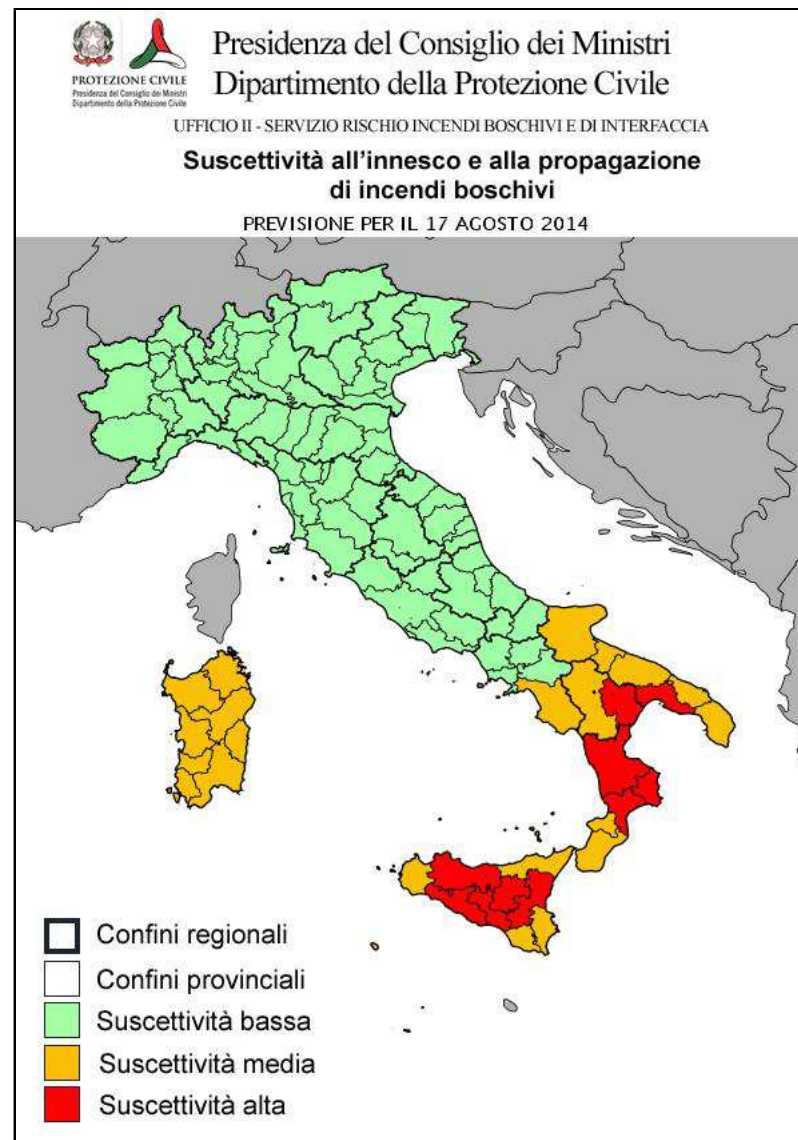 Presidenza del Consiglio dei Ministri
Dipartimento della Protezione Civile
PROTEZIONE CIVILE
Presidenza del Consiglio dei Ministri
Dipartimento della Protezione Civile
UFFICIO II - SERVIZIO RISCHIO INCENDI BOSCHIVI E DI INTERFACCIA
Suscettività all'innesco e alla propagazione
di incendi boschivi
PREVISIONE PER IL 17 AGOSTO 2014
Confini regionali
Confini provinciali
Suscettività bassa
Suscettività media
Suscettività alta